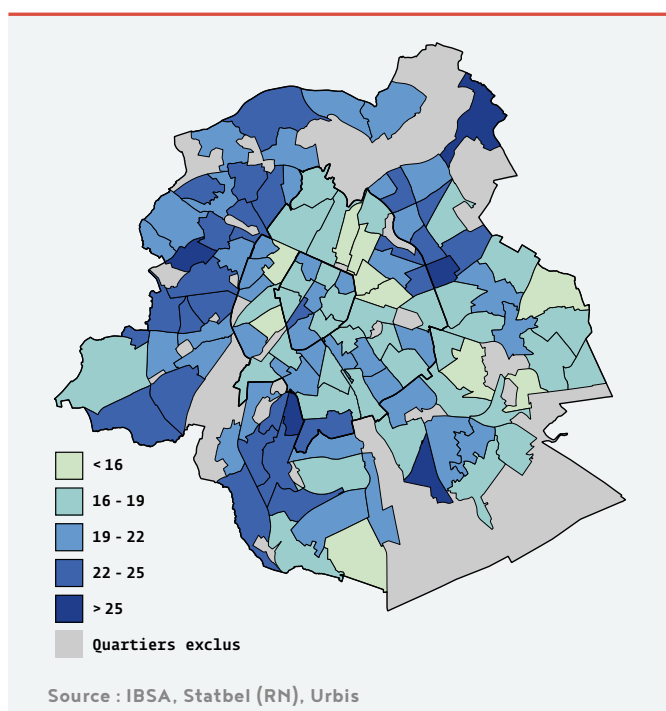 < 16
16 - 19
19 - 22
22 - 25
> 25
Quartiers exclus
Source : IBSA, Statbel (RN), Urbis